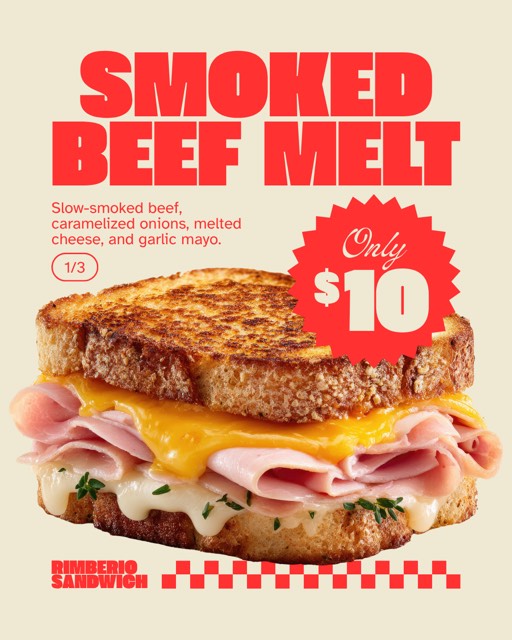 SMOKED
BEEF MELT
Slow-smoked beef,
caramelized onions, melted
cheese, and garlic mayo.
1/3
Only
$10
RIMBERIO
SANDWICH